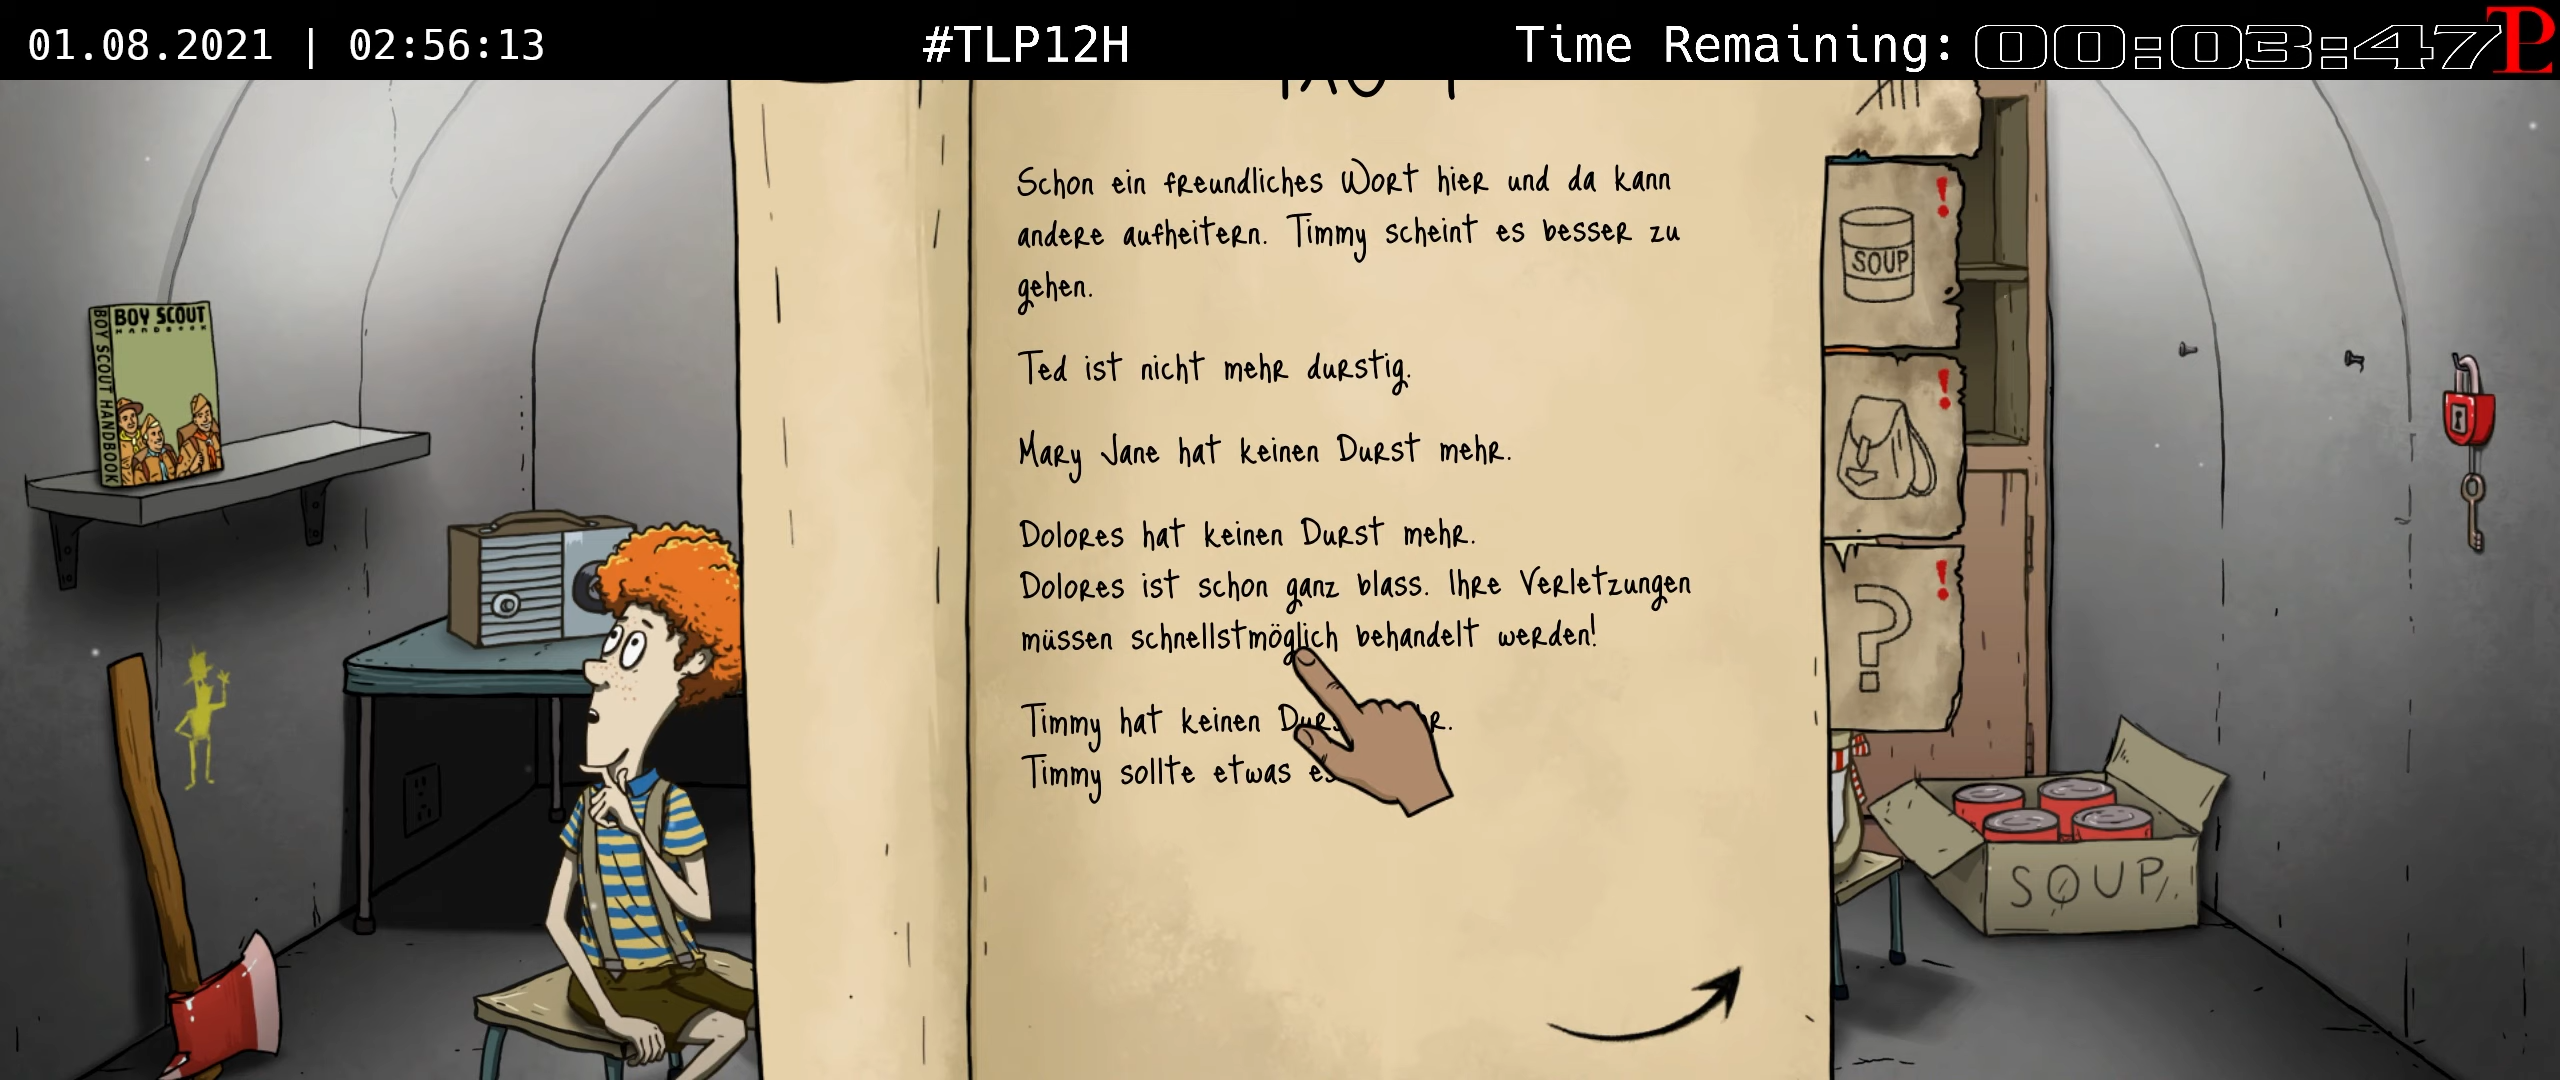 01.08.2021 | 02:56:13
#TLP12H
Time Remaining: 00:03:47
TLP
Schon ein freundliches Wort hier und da kann
andere aufheitern. Timmy scheint es besser zu
gehen.
Ted ist nicht mehr durstig.
Mary Jane hat keinen Durst mehr.
Dolores hat keinen Durst mehr.
Dolores ist schon ganz blass. Ihre Verletzungen
müssen schnellstmöglich behandelt werden!
Timmy hat keinen
Timmy sollte etwas
BOY SCOUT
HANDBOOK
BOY SCOUT HANDBOOK
!
SOUP
!
!
?
SOUP